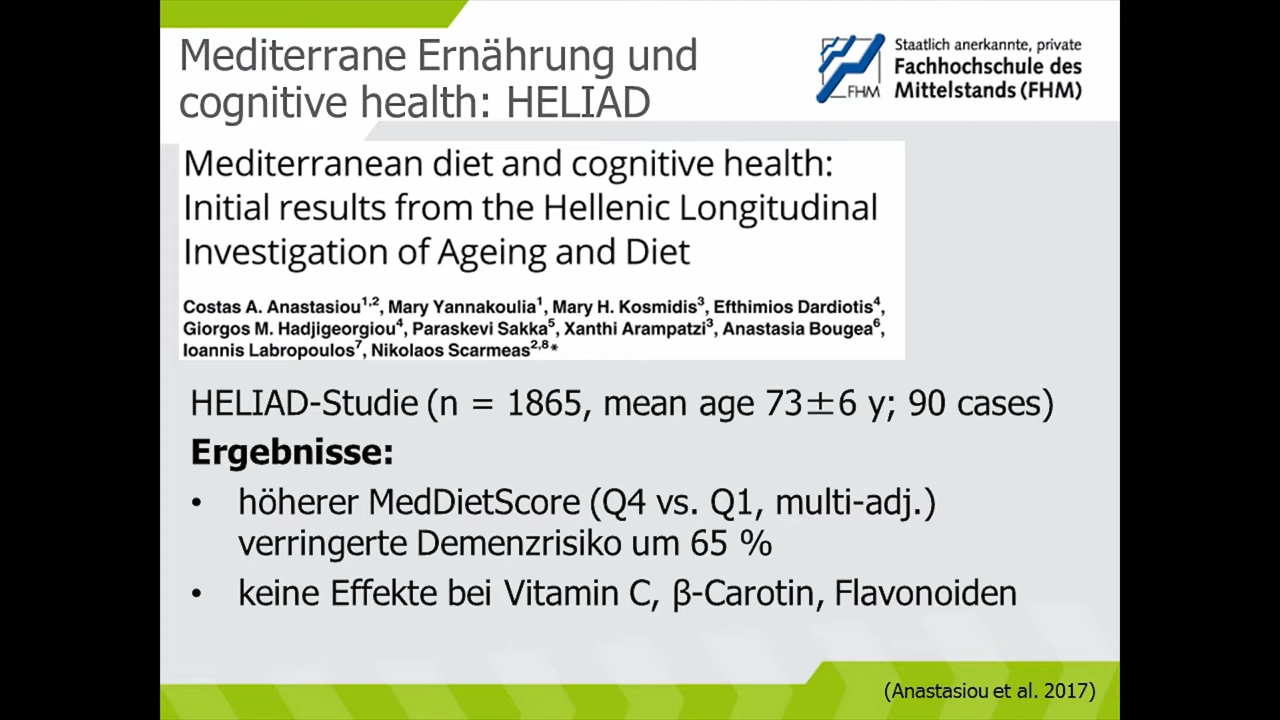 Mediterrane Ernährung und
cognitive health: HELIAD
Staatlich anerkannte, private
Fachhochschule des
Mittelstands (FHM)
FHM
Mediterranean diet and cognitive health:
Initial results from the Hellenic Longitudinal
Investigation of Ageing and Diet
Costas A. Anastasiou1,2, Mary Yannakoulia1, Mary H. Kosmidis3, Efthimios Dardiotis4,
Giorgos M. Hadjigeorgiou4, Paraskevi Sakka5, Xanthi Arampatzi3, Anastasia Bougea6,
Ioannis Labropoulos7, Nikolaos Scarmeas2,8*
HELIAD-Studie (n = 1865, mean age 73±6 y; 90 cases)
Ergebnisse:
• höherer MedDietScore (Q4 vs. Q1, multi-adj.)
verringerte Demenzrisiko um 65 %
• keine Effekte bei Vitamin C, β-Carotin, Flavonoiden
(Anastasiou et al. 2017)